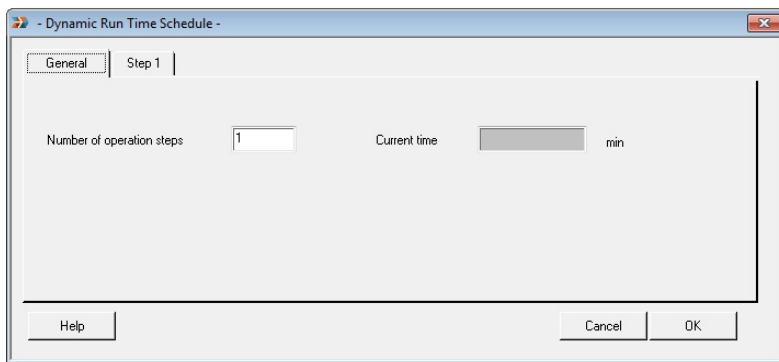 - Dynamic Run Time Schedule -
General Step 1
Number of operation steps 1 Current time min
Help Cancel OK